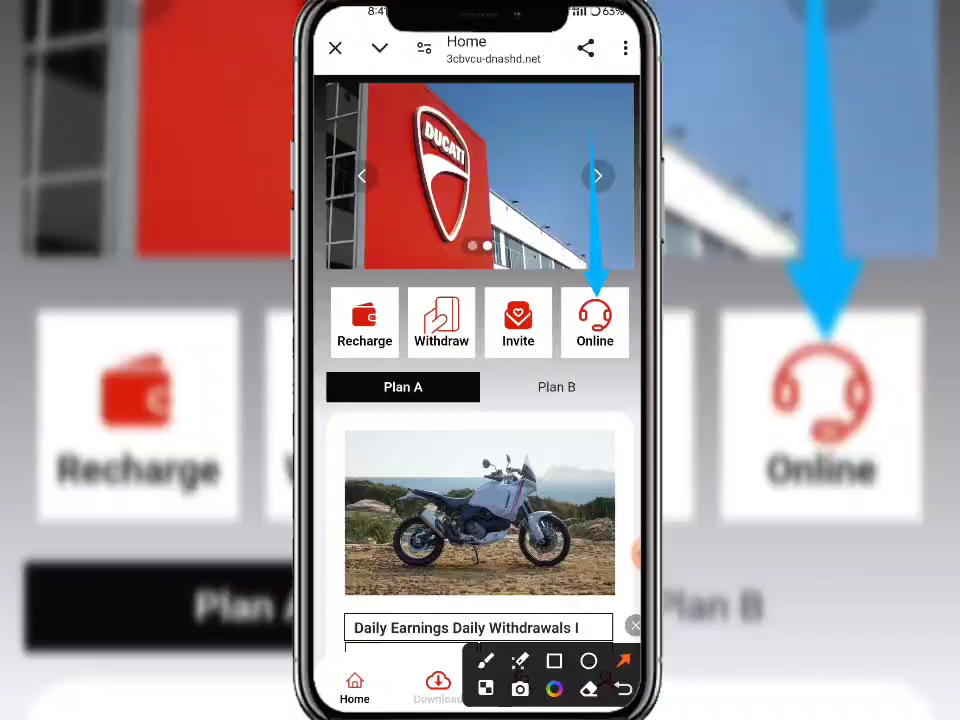 8:41
63%
Home
3cbvcu-dnashd.net
DUCATI
Recharge
Withdraw
Invite
Online
Plan A
Plan B
Daily Earnings Daily Withdrawals I
Home
Download
Recharge
Online
Plan A
Plan B